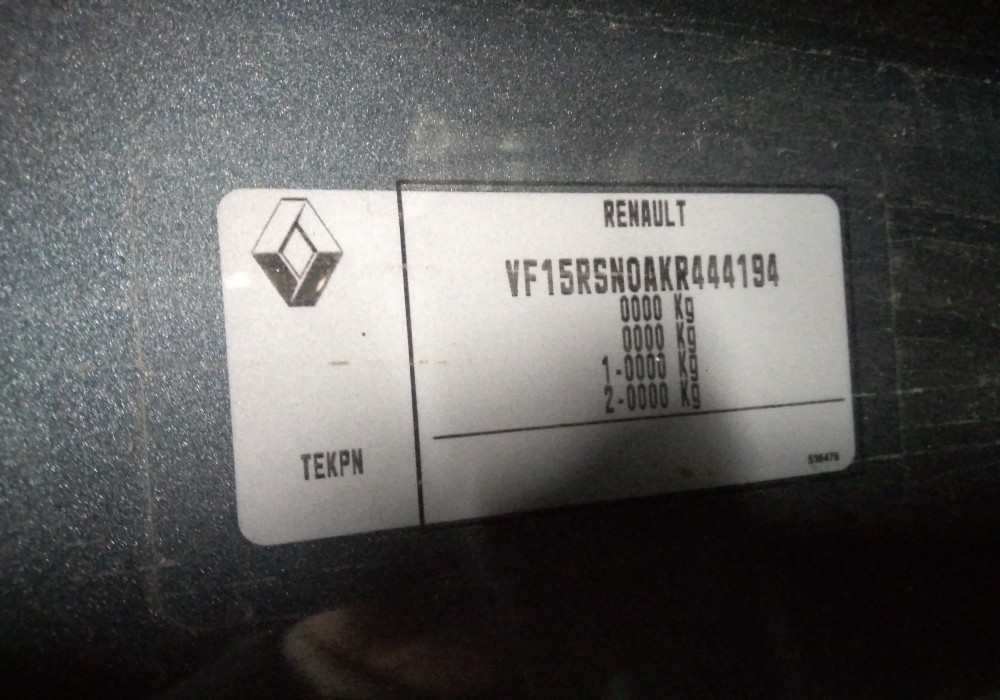 RENAULT
VF15RSN0AKR444194
0000 Kg
0000 Kg
1-0000 Kg
2-0000 Kg
TEKPN